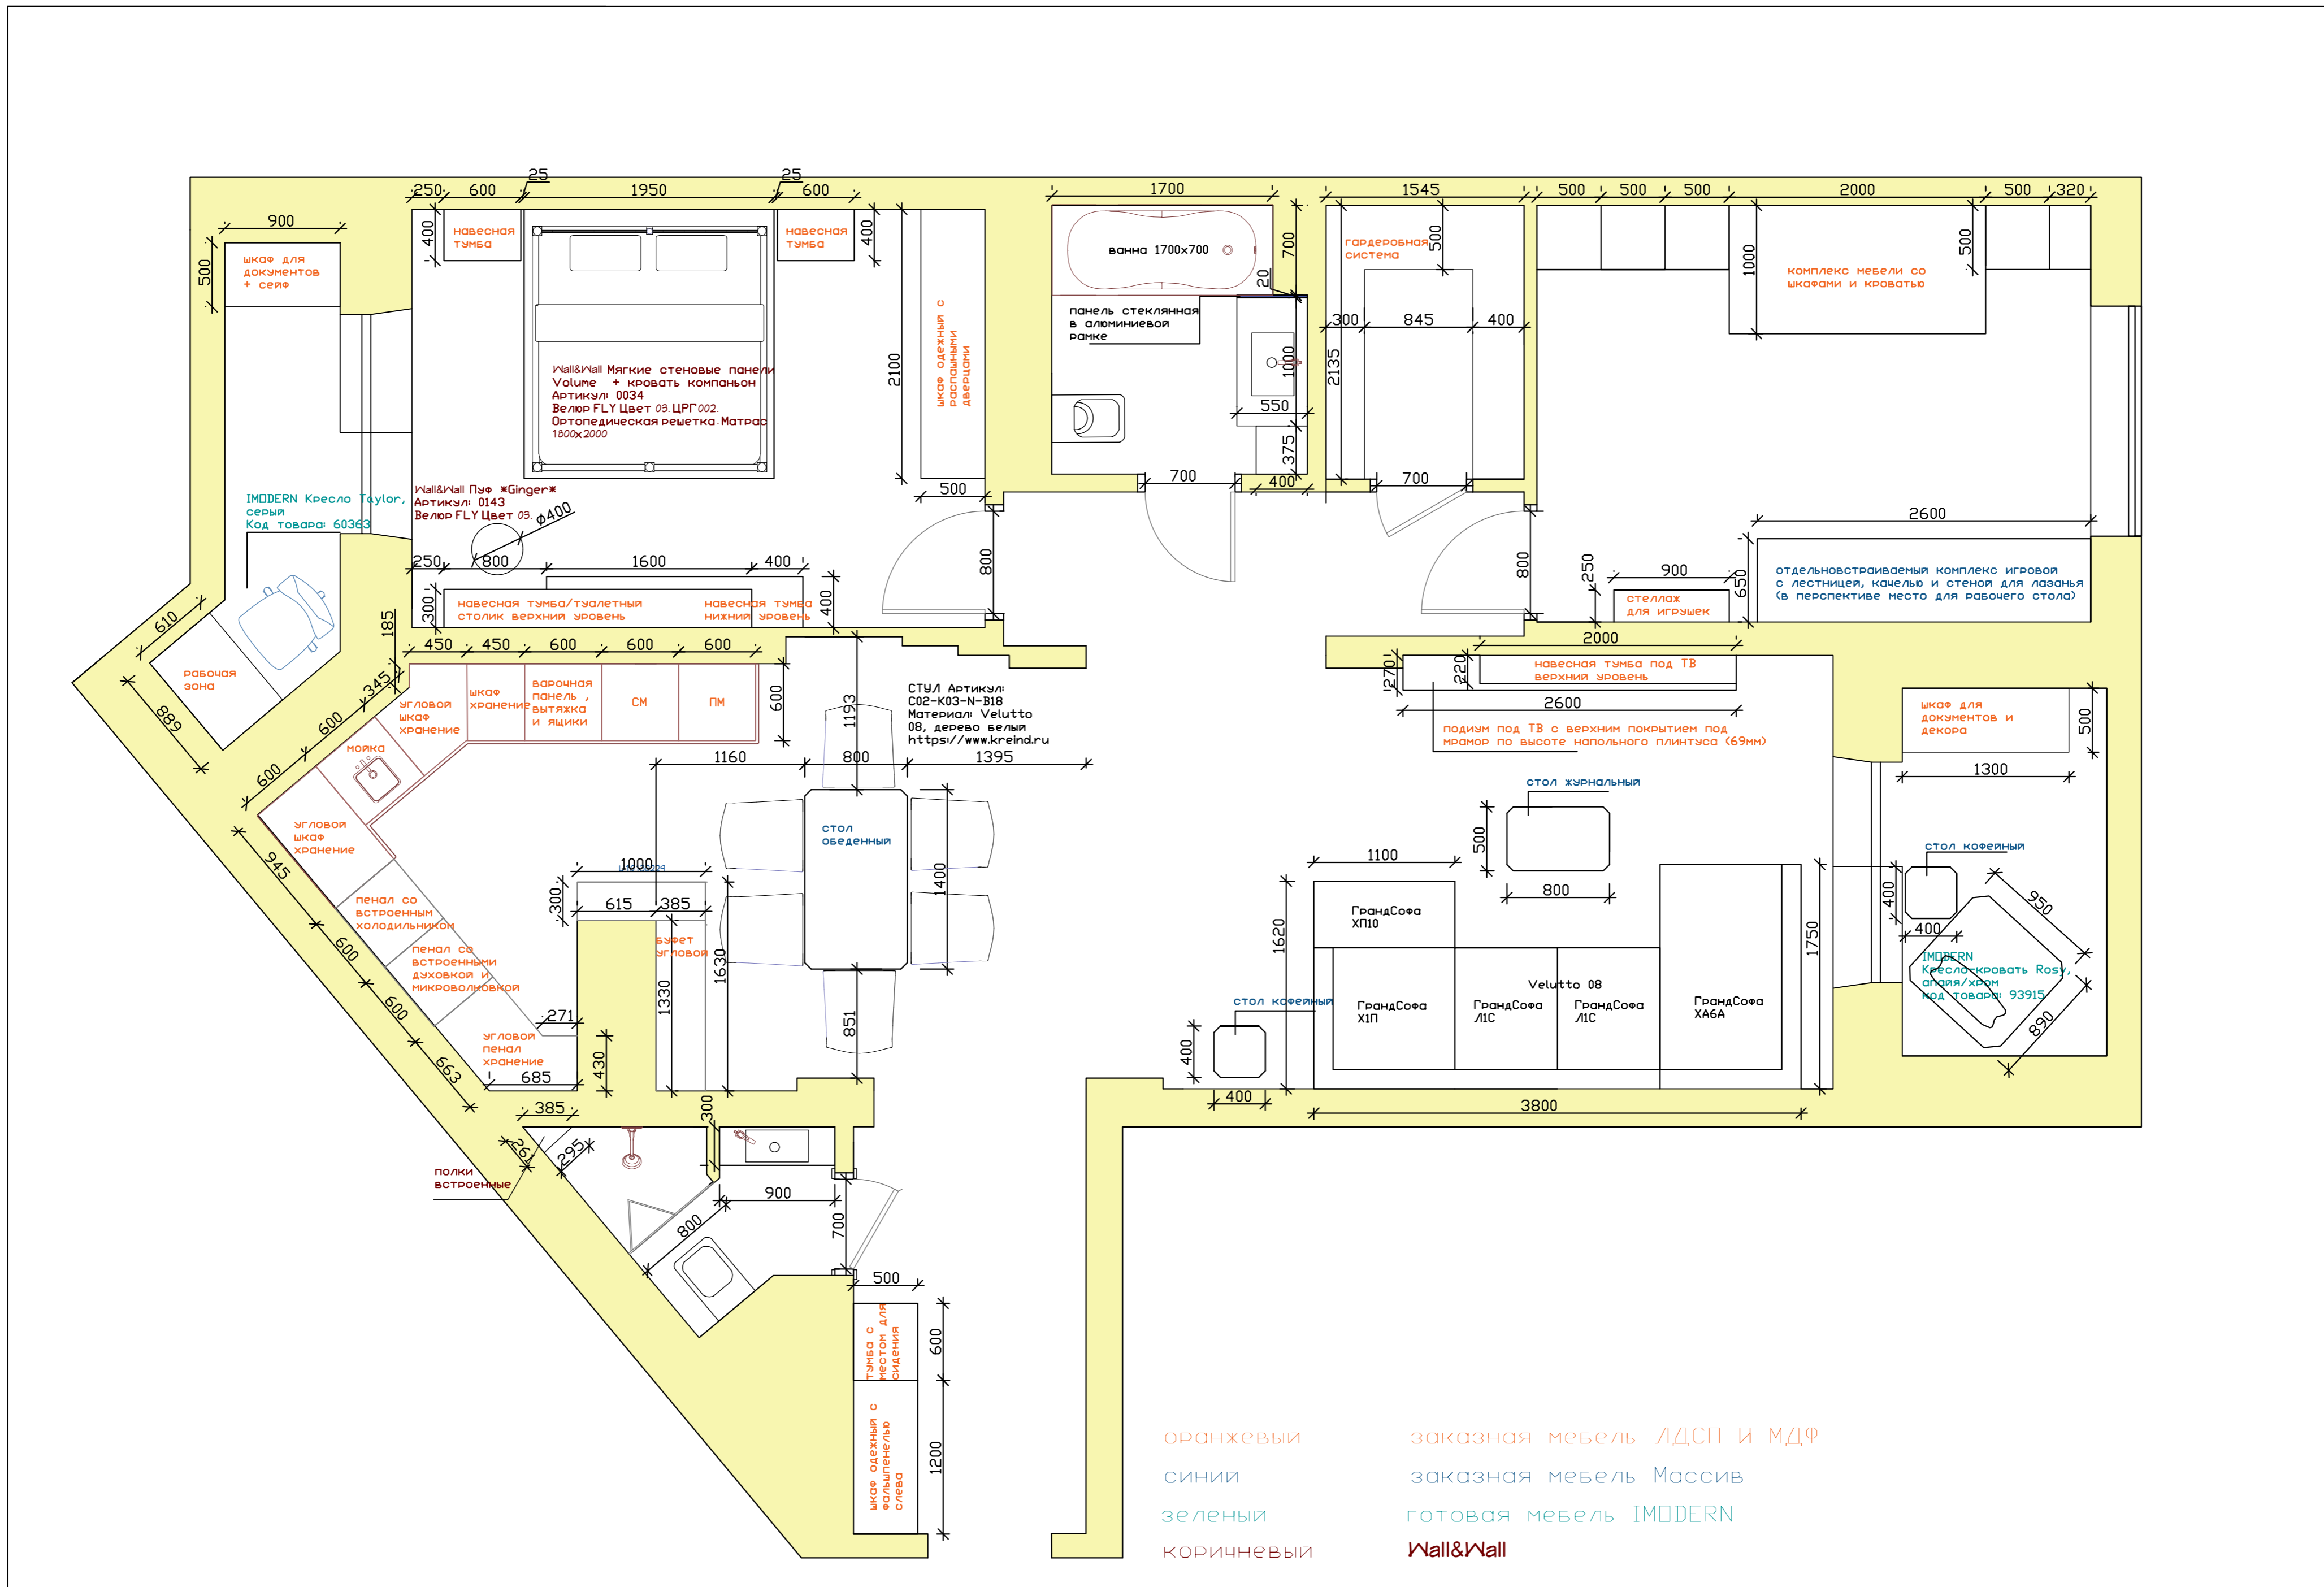 250
600
25
1950
25
600
1700
1545
500
500
500
2000
500
320
900
500
400
400
шкаф для
документов
+ сейф
навесная
тумба
навесная
тумба
2100
шкаф одежный с
распашными
дверцами
500
ванна 1700х700
700
20
панель стеклянная
в алюминиевой
рамке
1000
550
375
400
700
гардеробная
система
500
300
845
400
2135
700
1000
500
комплекс мебели со
шкафами и кроватью
Wall&Wall Мягкие стеновые панели
Volume + кровать компаньон
Артикул: 0034
Велюр FLY Цвет 03. ЦРГ002.
Ортопедическая решетка. Матрас
1800х2000
IMODERN Кресло Taylor,
серый
Код товара: 60363
Wall&Wall Пуф *Ginger*
Артикул: 0143
Велюр FLY Цвет 03.
ø400
250
800
1600
400
300
400
навесная тумба/туалетный
столик верхний уровень
навесная тумба
нижний уровень
800
800
2600
650
250
900
стеллаж
для игрушек
отдельновстраиваемый комплекс игровой
с лестницей, качелью и стеной для лазанья
(в перспективе место для рабочего стола)
610
889
рабочая
зона
185
345
600
600
450
450
600
600
600
600
угловой
шкаф
хранение
шкаф
хранение
варочная
панель ,
вытяжка
и ящики
СМ
ПМ
мойка
угловой
шкаф
хранение
пенал со
встроенным
холодильником
пенал со
встроенными
духовкой и
микроволковкой
угловой
пенал
хранение
945
600
600
663
685
271
430
1000
300
615
385
буфет
угловой
1330
1630
1193
СТУЛ Артикул:
C02-K03-N-B18
Материал: Velutto
08, дерево белый
https://www.kreind.ru
1160
800
1395
стол
обеденный
1400
851
2000
270
220
навесная тумба под ТВ
верхний уровень
2600
подиум под ТВ с верхним покрытием под
мрамор по высоте напольного плинтуса (69мм)
стол журнальный
500
800
1100
1620
ГрандСофа
ХП10
Velutto 08
ГрандСофа
Х1П
ГрандСофа
Л1С
ГрандСофа
Л1С
ГрандСофа
ХА6А
1750
3800
стол кофейный
400
400
шкаф для
документов и
декора
500
1300
стол кофейный
400
400
950
890
IMODERN
Кресло-кровать Rosy,
апайя/хром
код товара: 93915
385
261
295
полки
встроенные
300
900
800
700
500
600
1200
тумба с
местом для
сидения
шкаф одежный с
фальшпенелью
слева
оранжевый заказная мебель ЛДСП И МДФ
синий заказная мебель Массив
зеленый готовая мебель IMODERN
коричневый Wall&Wall